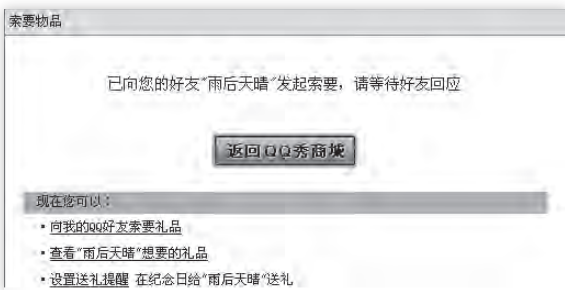 索要物品
已向您的好友“雨后天晴”发起索要，请等待好友回应
返回QQ秀商城
现在您可以：
·向我的QQ好友索要礼品
·查看“雨后天晴”想要的礼品
·设置送礼提醒 在纪念日给“雨后天晴”送礼